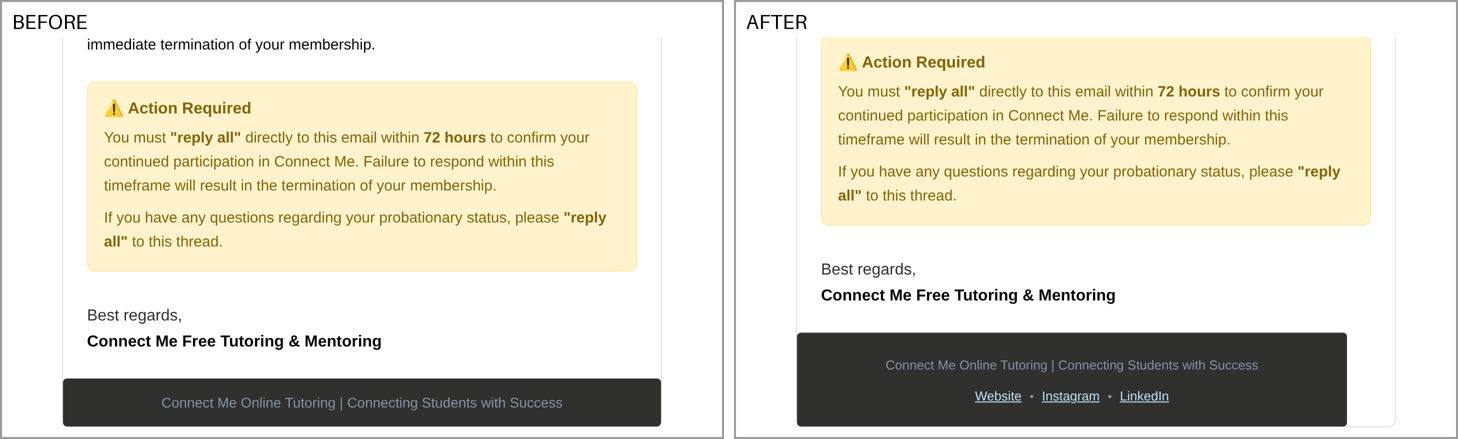 BEFORE
immediate termination of your membership.
⚠️ Action Required
You must "reply all" directly to this email within 72 hours to confirm your
continued participation in Connect Me. Failure to respond within this
timeframe will result in the termination of your membership.
If you have any questions regarding your probationary status, please "reply
all" to this thread.
Best regards,
Connect Me Free Tutoring & Mentoring
Connect Me Online Tutoring | Connecting Students with Success
AFTER
⚠️ Action Required
You must "reply all" directly to this email within 72 hours to confirm your
continued participation in Connect Me. Failure to respond within this
timeframe will result in the termination of your membership.
If you have any questions regarding your probationary status, please "reply
all" to this thread.
Best regards,
Connect Me Free Tutoring & Mentoring
Connect Me Online Tutoring | Connecting Students with Success
Website • Instagram • LinkedIn